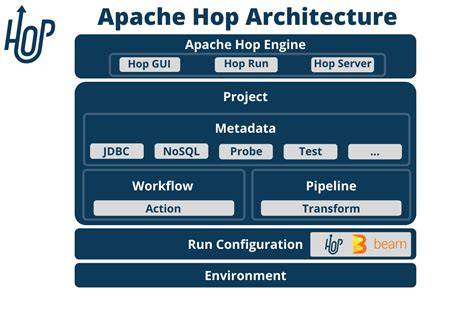 HOP
Apache Hop Architecture
Apache Hop Engine
Hop GUI
Hop Run
Hop Server
Project
Metadata
JDBC
NoSQL
Probe
Test
...
Workflow
Action
Pipeline
Transform
Run Configuration
HOP
beam
Environment